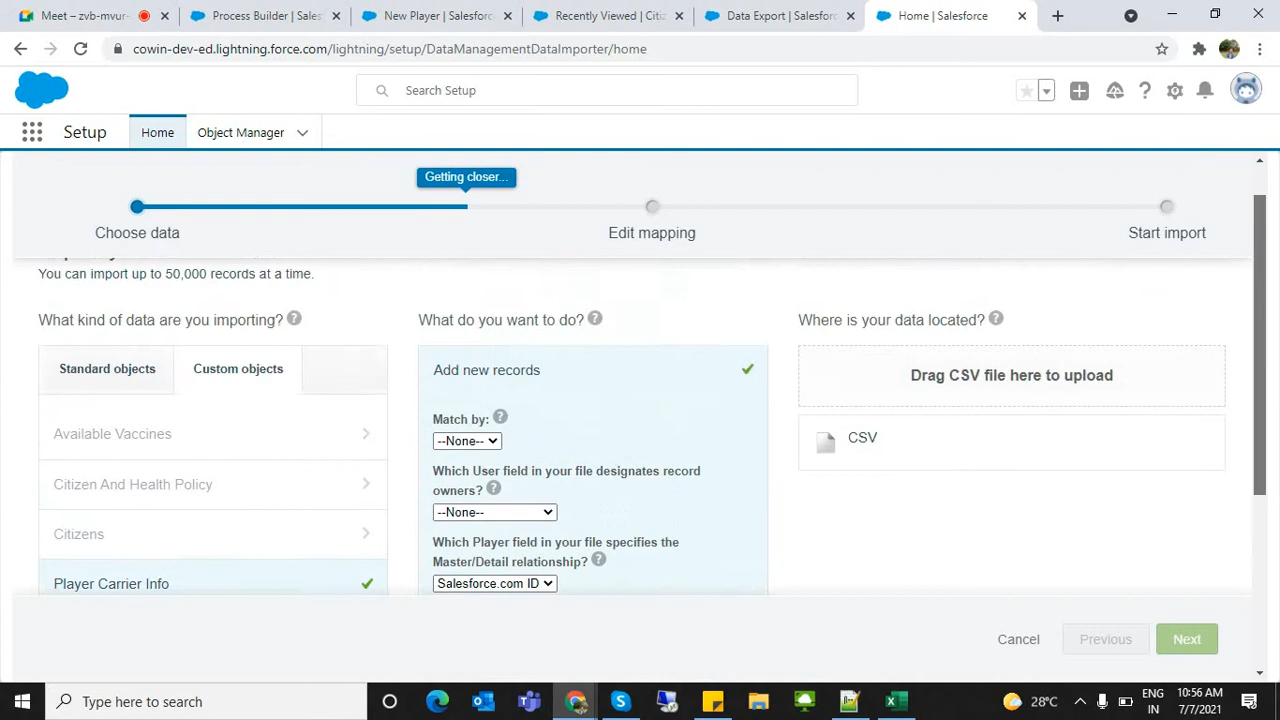 Meet – zvb-mvur
Process Builder | Sales
New Player | Salesfor
Recently Viewed | Citi
Data Export | Salesfor
Home | Salesforce
cowin-dev-ed.lightning.force.com/lightning/setup/DataManagementDataImporter/home
Search Setup
Setup
Home
Object Manager
Getting closer...
Choose data
Edit mapping
Start import
You can import up to 50,000 records at a time.
What kind of data are you importing?
What do you want to do?
Where is your data located?
Standard objects
Custom objects
Add new records
Drag CSV file here to upload
Match by:
--None--
Available Vaccines
CSV
Which User field in your file designates record
owners?
Citizen And Health Policy
--None--
Citizens
Which Player field in your file specifies the
Master/Detail relationship?
Player Carrier Info
Salesforce.com ID
Cancel
Previous
Next
Type here to search
28°C
ENG
IN
10:56 AM
7/7/2021